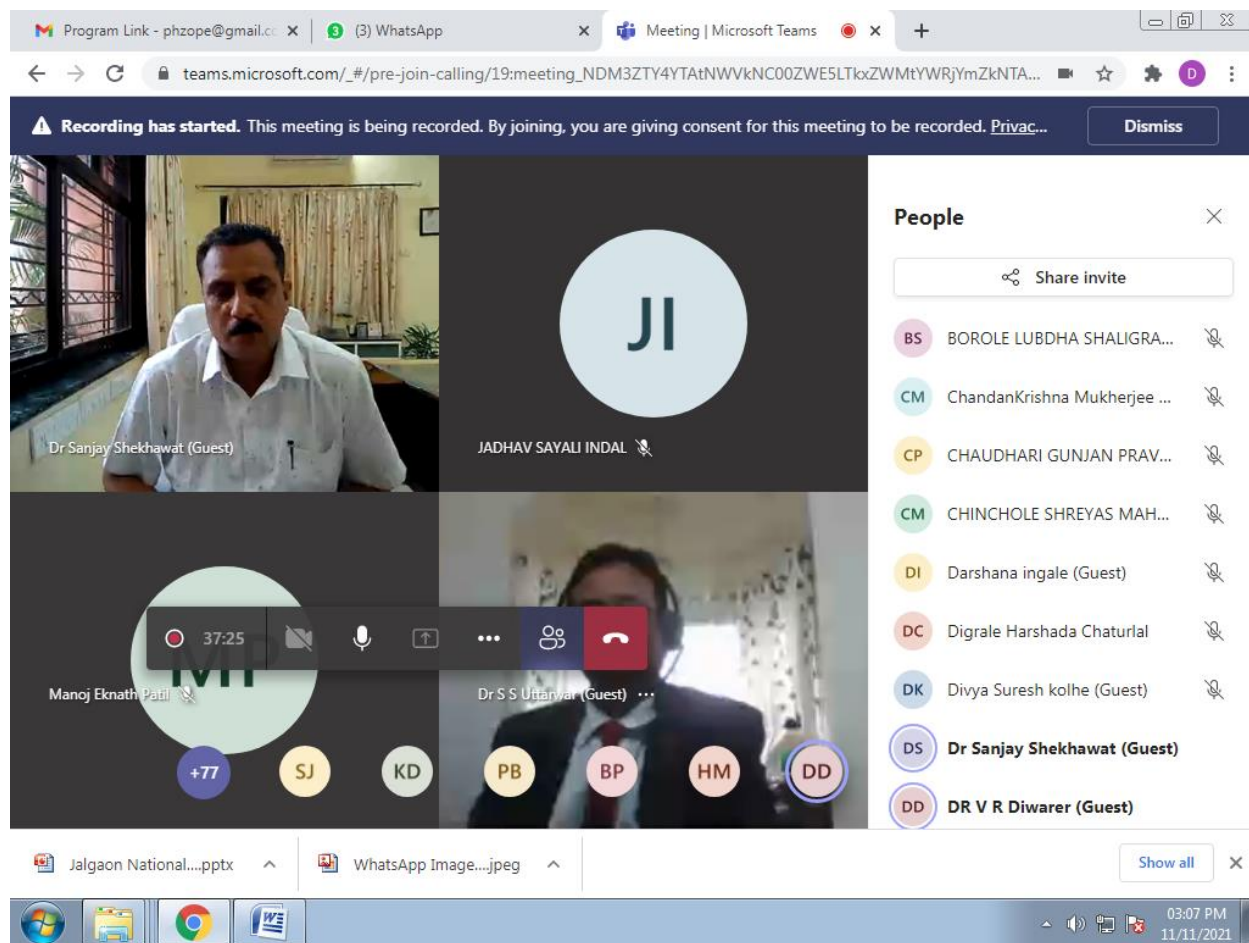 Program Link - phzope@gmail.cc
(3) WhatsApp
Meeting | Microsoft Teams
teams.microsoft.com/_#/pre-join-calling/19:meeting_NDM3ZTY4YTAtNWVkNC00ZWE5LTkxZWMtYWRjYmZkNTA...
D
Recording has started. This meeting is being recorded. By joining, you are giving consent for this meeting to be recorded. Privac...
Dismiss
Dr Sanjay Shekhawat (Guest)
JI
JADHAV SAYALI INDAL
MP
37:25
Manoj Eknath Patil
Dr S S Uttarwar (Guest)
+77
SJ
KD
PB
BP
HM
DD
People
Share invite
BS BOROLE LUBDHA SHALIGRA...
CM ChandanKrishna Mukherjee ...
CP CHAUDHARI GUNJAN PRAV...
CM CHINCHOLE SHREYAS MAH...
DI Darshana ingale (Guest)
DC Digrale Harshada Chaturlal
DK Divya Suresh kolhe (Guest)
DS Dr Sanjay Shekhawat (Guest)
DD DR V R Diwarer (Guest)
Jalgaon National....pptx
WhatsApp Image....jpeg
Show all
03:07 PM
11/11/2021